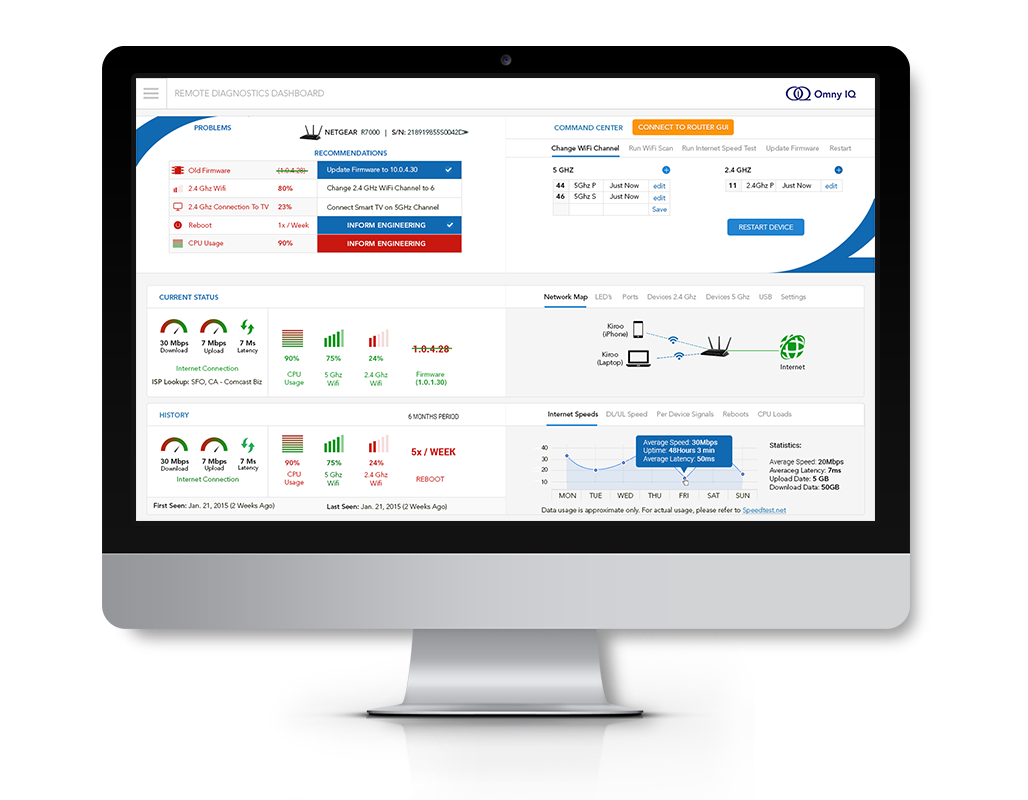 REMOTE DIAGNOSTICS DASHBOARD
Omny IQ
PROBLEMS
NETGEAR R7000 | S/N: 218919855S0042D
RECOMMENDATIONS
Old Firmware (1.0.4.28) Update Firmware to 10.0.4.30
2.4 Ghz Wifi 80% Change 2.4 GHz WiFi Channel to 6
2.4 Ghz Connection To TV 23% Connect Smart TV on 5GHz Channel
Reboot 1x / Week INFORM ENGINEERING
CPU Usage 90% INFORM ENGINEERING
COMMAND CENTER CONNECT TO ROUTER GUI
Change WiFi Channel Run WiFi Scan Run Internet Speed Test Update Firmware Restart
5 GHZ
44 5Ghz P Just Now edit
46 5Ghz S Just Now edit
Save
2.4 GHZ
11 2.4Ghz P Just Now edit
RESTART DEVICE
CURRENT STATUS
30 Mbps 7 Mbps 7 Ms
Download Upload Latency
Internet Connection
ISP Lookup: SFO, CA - Comcast Biz
90% 75% 24% 1.0.4.28
CPU Usage
5 Ghz Wifi
2.4 Ghz Wifi
Firmware (1.0.1.30)
Network Map LED's Ports Devices 2.4 Ghz Devices 5 Ghz USB Settings
Kiroo
(iPhone)
Kiroo
(Laptop)
Internet
HISTORY
6 MONTHS PERIOD
30 Mbps 7 Mbps 7 Ms
Download Upload Latency
Internet Connection
90% 75% 24% 5x / WEEK
CPU Usage
5 Ghz Wifi
2.4 Ghz Wifi
REBOOT
First Seen: Jan. 21, 2015 (2 Weeks Ago) Last Seen: Jan. 21, 2015 (2 Weeks Ago)
Internet Speeds DL/UL Speed Per Device Signals Reboots CPU Loads
40
30
20
10
Average Speed: 30Mbps
Uptime: 48Hours 3 min
Average Latency: 50ms
MON TUE WED THU FRI SAT SUN
Statistics:
Average Speed: 20Mbps
Averaceg Latency: 7ms
Upload Date: 5 GB
Download Data: 50GB
Data usage is approximate only. For actual usage, please refer to Speedtest.net